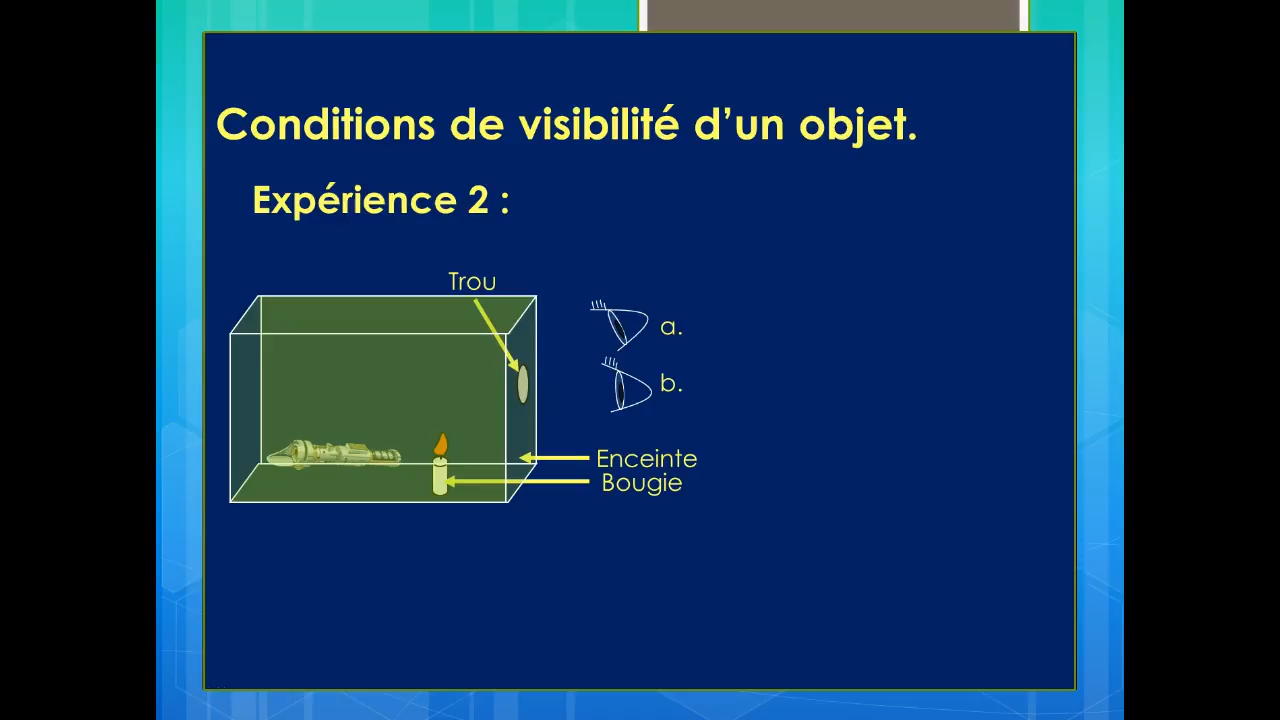 Conditions de visibilité d’un objet.
Expérience 2 :
Trou
a.
b.
Enceinte
Bougie